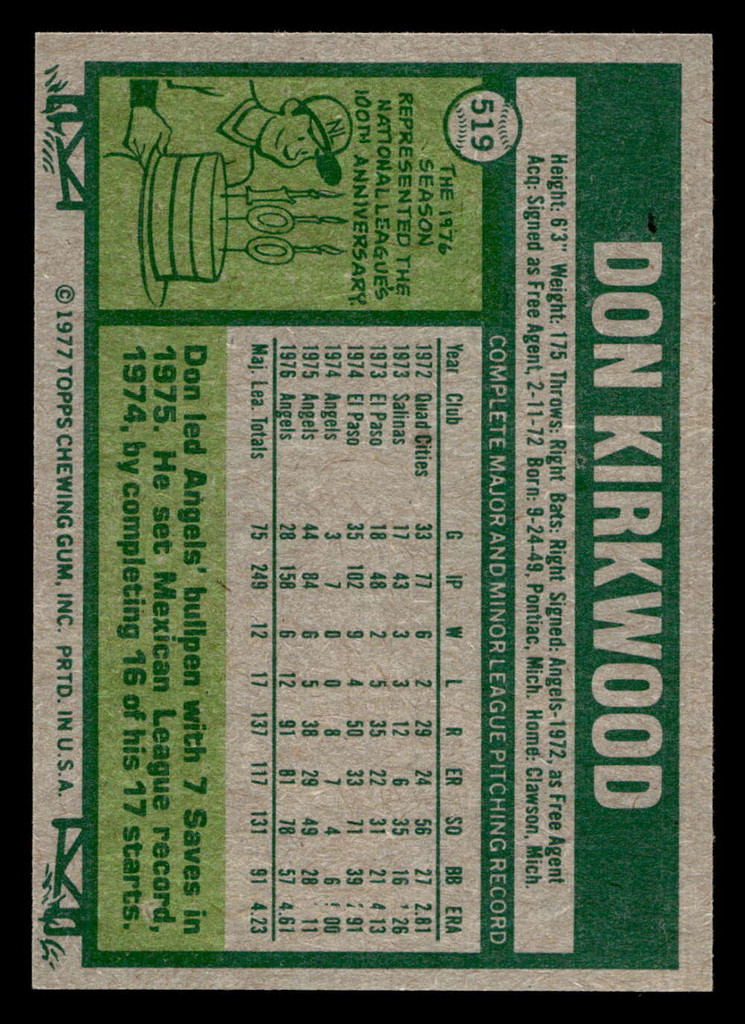 519
DON KIRKWOOD
Height: 6'3" Weight: 175 Throws: Right Bats: Right Signed: Angels-1972, as Free Agent
Acq: Signed as Free Agent, 2-11-72 Born: 9-24-49, Pontiac, Mich. Home: Clawson, Mich.
COMPLETE MAJOR AND MINOR LEAGUE PITCHING RECORD
Year Club G IP W L R ER SO BB ERA
1972 Quad Cities 33 77 6 2 29 24 56 27 2.81
1973 Salinas 17 43 3 3 12 6 35 16 26
1973 El Paso 18 48 2 5 35 22 31 21 4 13
1974 El Paso 35 102 9 4 50 33 71 39 91
1974 Angels 3 7 0 0 8 7 4 6 00
1975 Angels 44 84 6 5 38 29 49 28 11
1976 Angels 28 158 6 12 91 81 78 57 4.61
Maj. Lea. Totals 75 249 12 17 137 117 131 91 4.23
THE 1976
SEASON
REPRESENTED THE
NATIONAL LEAGUE'S
100TH ANNIVERSARY.
NL
100
Don led Angels' bullpen with 7 Saves in
1975. He set Mexican League record,
1974, by completing 16 of his 17 starts.
© 1977 TOPPS CHEWING GUM, INC. PRTD. IN U.S.A.